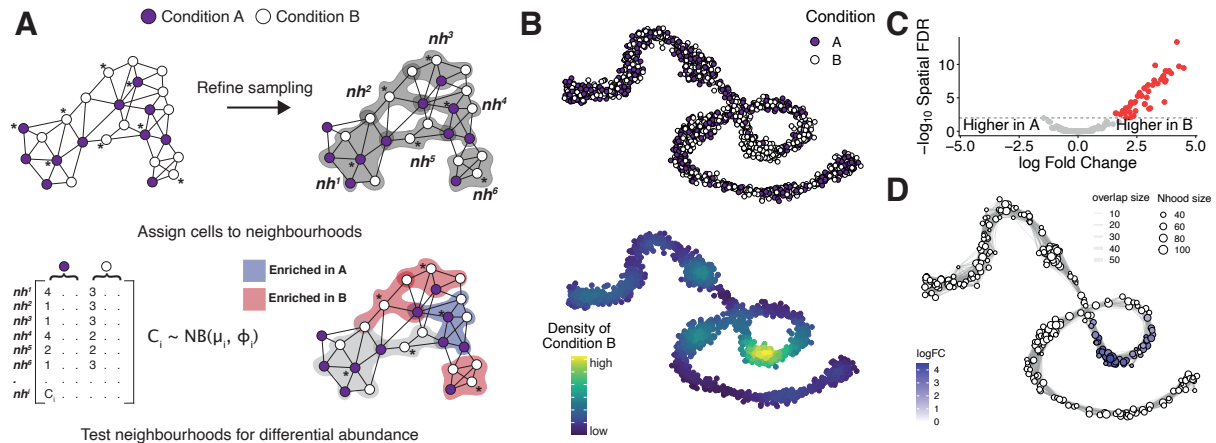 A
Condition A
Condition B
Refine sampling
nh³
nh²
nh⁴
nh⁵
nh¹
nh⁶
* * * * * *
* * * *
Assign cells to neighbourhoods
nh¹ 4 . . 3 . .
nh² 1 . . 3 . .
nh³ 1 . . 3 . .
nh⁴ 4 . . 2 . .
nh⁵ 2 . . 2 . .
nh⁶ 1 . . 3 . .
. . . . . . .
nhⁱ Cᵢ . . . . .
Cᵢ ~ NB(μᵢ, ϕᵢ)
Enriched in A
Enriched in B
* * * *
Test neighbourhoods for differential abundance
B
Condition
A
B
Density of
Condition B
high
low
C
−log₁₀ Spatial FDR
10
5
0
Higher in A
Higher in B
−5.0
−2.5
0.0
2.5
5.0
log Fold Change
D
overlap size
10
20
30
40
50
Nhood size
40
60
80
100
logFC
4
3
2
1
0